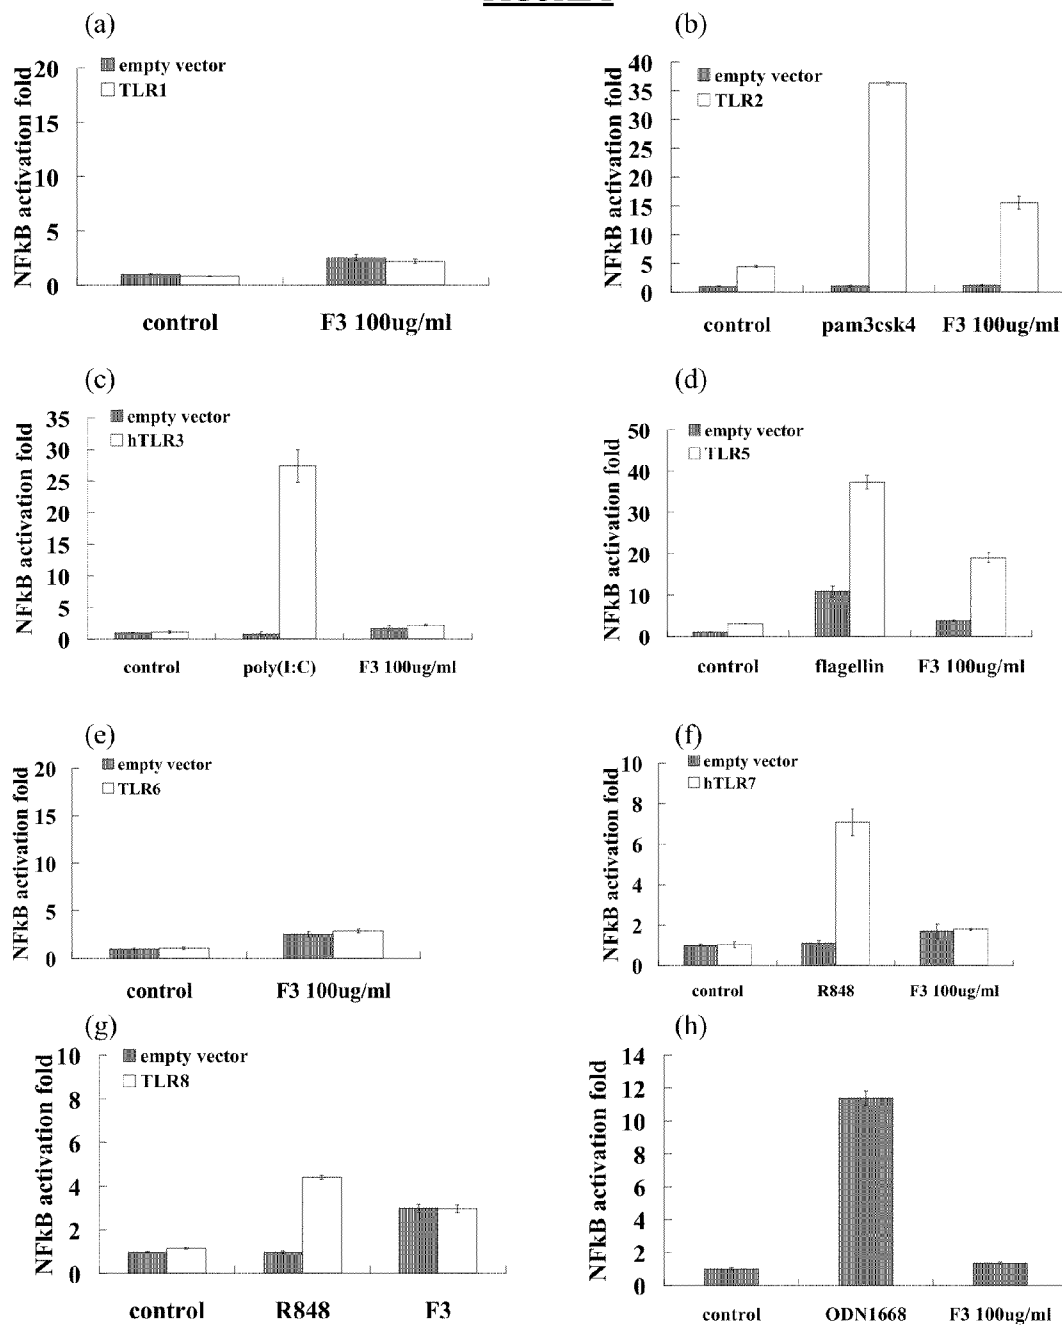 (a)
NFkB activation fold
empty vector
TLR1
20
15
10
5
0
control F3 100ug/ml
(b)
NFkB activation fold
empty vector
TLR2
40
35
30
25
20
15
10
5
0
control pam3csk4 F3 100ug/ml
(c)
NFkB activation fold
empty vector
hTLR3
35
30
25
20
15
10
5
0
control poly(I:C) F3 100ug/ml
(d)
NFkB activation fold
empty vector
TLR5
50
40
30
20
10
0
control flagellin F3 100ug/ml
(e)
NFkB activation fold
empty vector
TLR6
20
15
10
5
0
control F3 100ug/ml
(f)
NFkB activation fold
empty vector
hTLR7
10
8
6
4
2
0
control R848 F3 100ug/ml
(g)
NFkB activation fold
empty vector
TLR8
10
8
6
4
2
0
control R848 F3
(h)
NFkB activation fold
14
12
10
8
6
4
2
0
control ODN1668 F3 100ug/ml